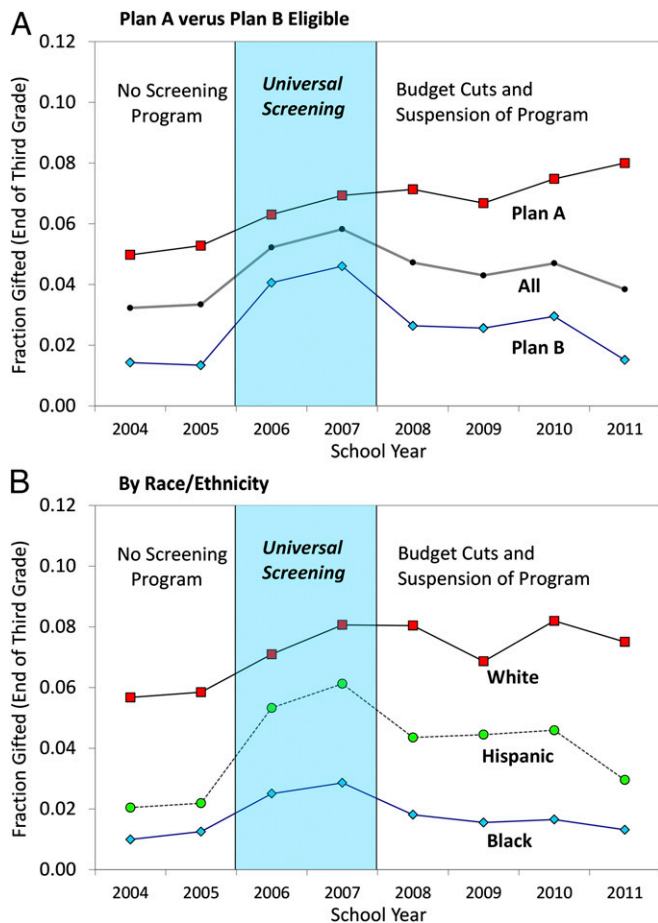 A
Plan A versus Plan B Eligible
0.12
0.10
0.08
0.06
0.04
0.02
0.00
Fraction Gifted (End of Third Grade)
No Screening
Program
Universal
Screening
Budget Cuts and
Suspension of Program
Plan A
All
Plan B
2004 2005 2006 2007 2008 2009 2010 2011
School Year
B
By Race/Ethnicity
0.12
0.10
0.08
0.06
0.04
0.02
0.00
Fraction Gifted (End of Third Grade)
No Screening
Program
Universal
Screening
Budget Cuts and
Suspension of Program
White
Hispanic
Black
2004 2005 2006 2007 2008 2009 2010 2011
School Year